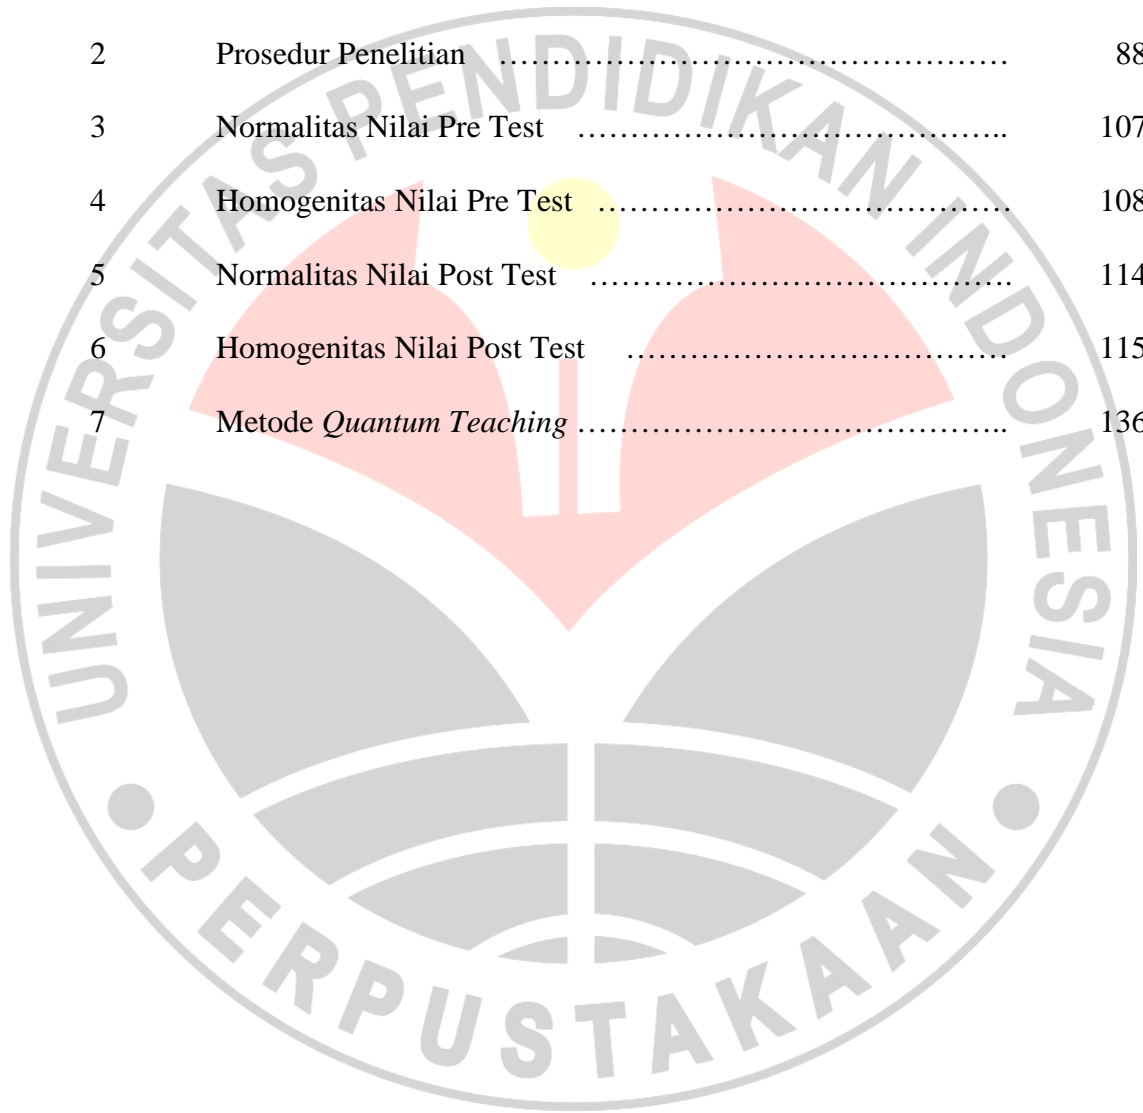 2 Prosedur Penelitian ………………………………………… 88
3 Normalitas Nilai Pre Test ………………………………….. 107
4 Homogenitas Nilai Pre Test ………………………………… 108
5 Normalitas Nilai Post Test …………………………………. 114
6 Homogenitas Nilai Post Test ……………………………… 115
7 Metode Quantum Teaching ………………………………….. 136
UNIVERSITAS PENDIDIKAN INDONESIA
PERPUSTAKAAN